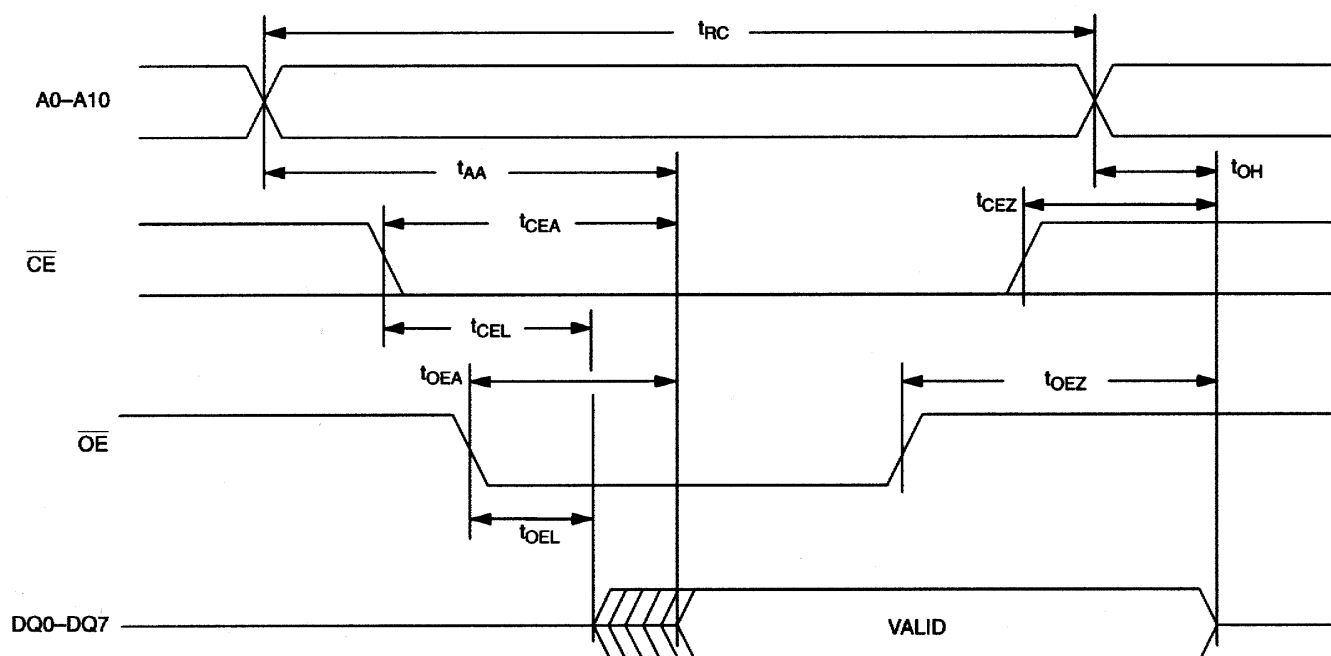 tRC
A0–A10
tAA
tOH
tCEZ
tCEA
CE
tCEL
tOEA
tOEZ
OE
tOEL
DQ0–DQ7
VALID